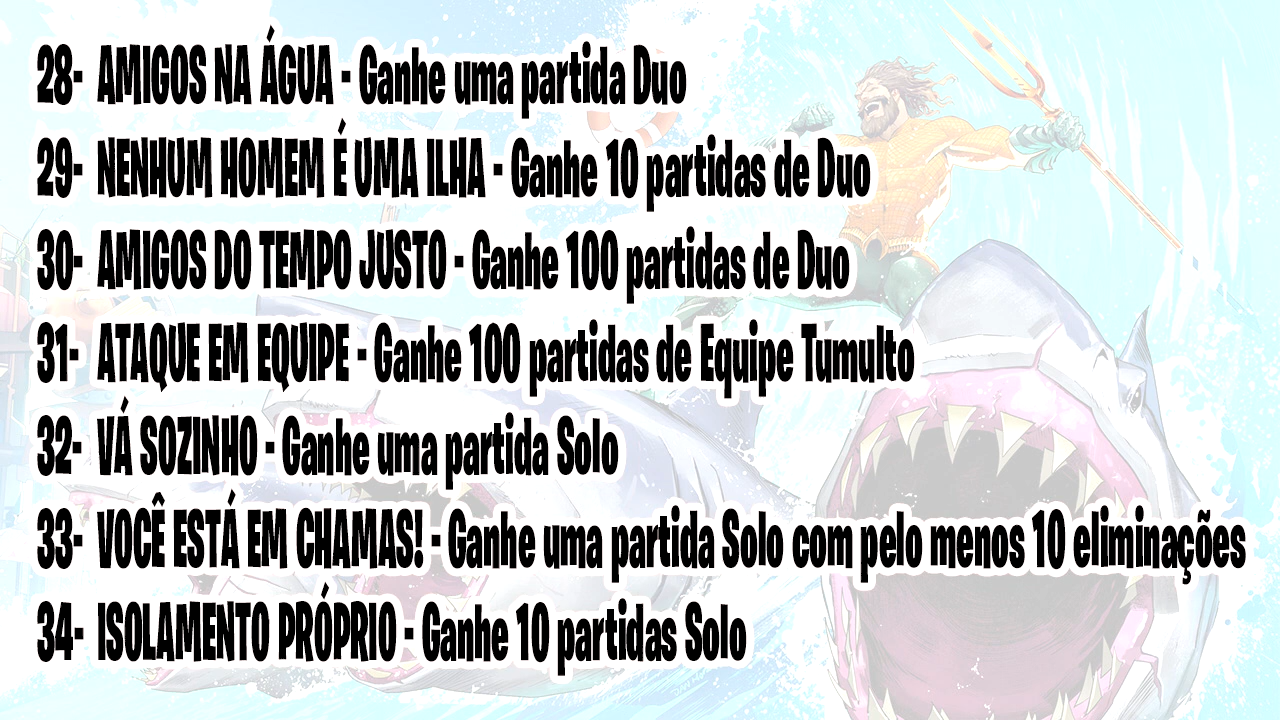 28- AMIGOS NA ÁGUA - Ganhe uma partida Duo
29- NENHUM HOMEM É UMA ILHA - Ganhe 10 partidas de Duo
30- AMIGOS DO TEMPO JUSTO - Ganhe 100 partidas de Duo
31- ATAQUE EM EQUIPE - Ganhe 100 partidas de Equipe Tumulto
32- VÁ SOZINHO - Ganhe uma partida Solo
33- VOCÊ ESTÁ EM CHAMAS! - Ganhe uma partida Solo com pelo menos 10 eliminações
34- ISOLAMENTO PRÓPRIO - Ganhe 10 partidas Solo